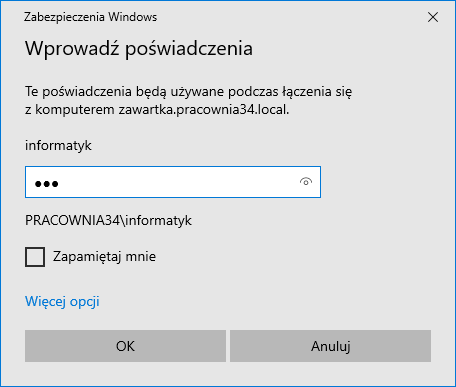 Zabezpieczenia Windows
Wprowadź poświadczenia
Te poświadczenia będą używane podczas łączenia się
z komputerem zawartka.pracownia34.local.
informatyk
●●●
PRACOWNIA34\informatyk
Zapamiętaj mnie
Więcej opcji
OK
Anuluj